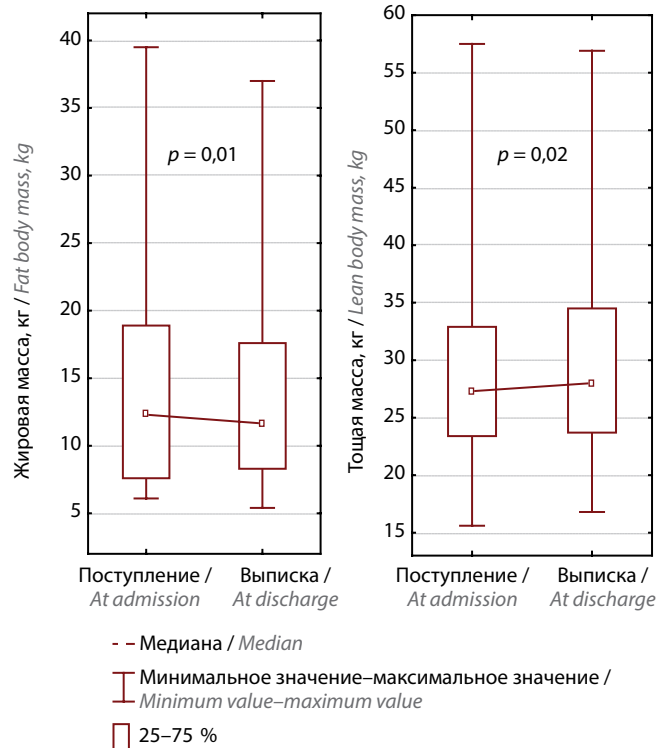 Жировая масса, кг / Fat body mass, kg
40
35
30
25
20
15
10
5
p = 0,01
Поступление /
At admission
Выписка /
At discharge
Тощая масса, кг / Lean body mass, kg
60
55
50
45
40
35
30
25
20
15
p = 0,02
Поступление /
At admission
Выписка /
At discharge
Медиана / Median
Минимальное значение–максимальное значение /
Minimum value–maximum value
25–75 %